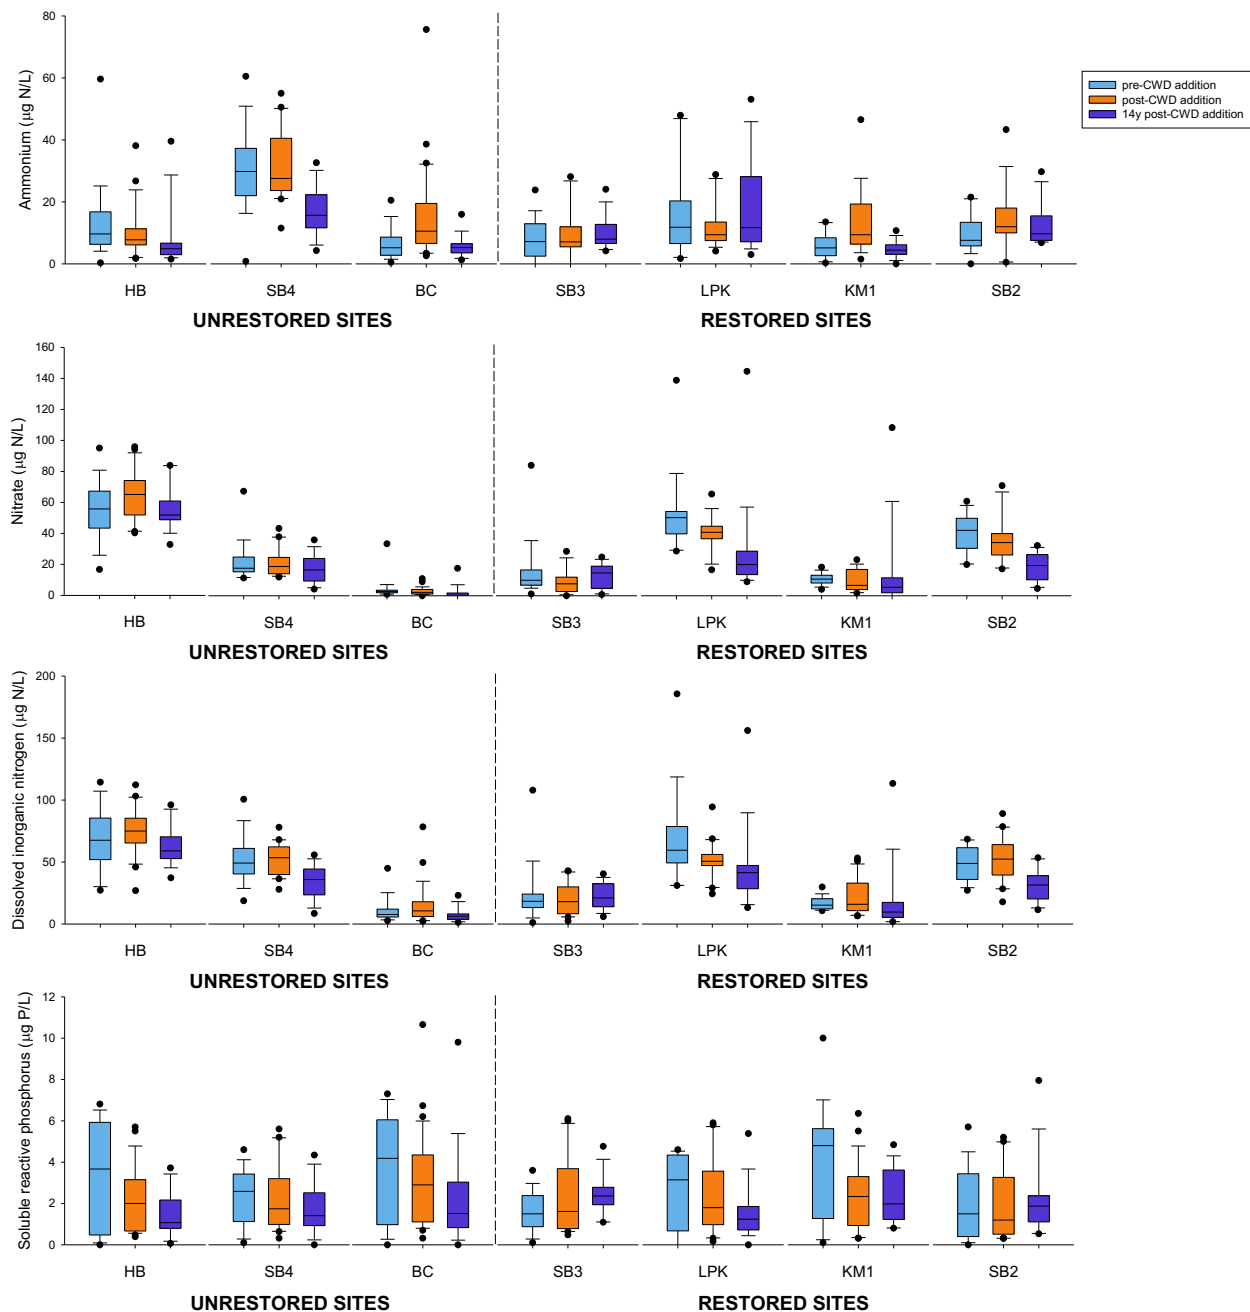 80
60
40
20
0
Ammonium (µg N/L)
pre-CWD addition
post-CWD addition
14y post-CWD addition
HB SB4 BC SB3 LPK KM1 SB2
UNRESTORED SITES RESTORED SITES
160
140
120
100
80
60
40
20
0
Nitrate (µg N/L)
HB SB4 BC SB3 LPK KM1 SB2
UNRESTORED SITES RESTORED SITES
200
150
100
50
0
Dissolved inorganic nitrogen (µg N/L)
HB SB4 BC SB3 LPK KM1 SB2
UNRESTORED SITES RESTORED SITES
12
10
8
6
4
2
0
Soluble reactive phosphorus (µg P/L)
HB SB4 BC SB3 LPK KM1 SB2
UNRESTORED SITES RESTORED SITES